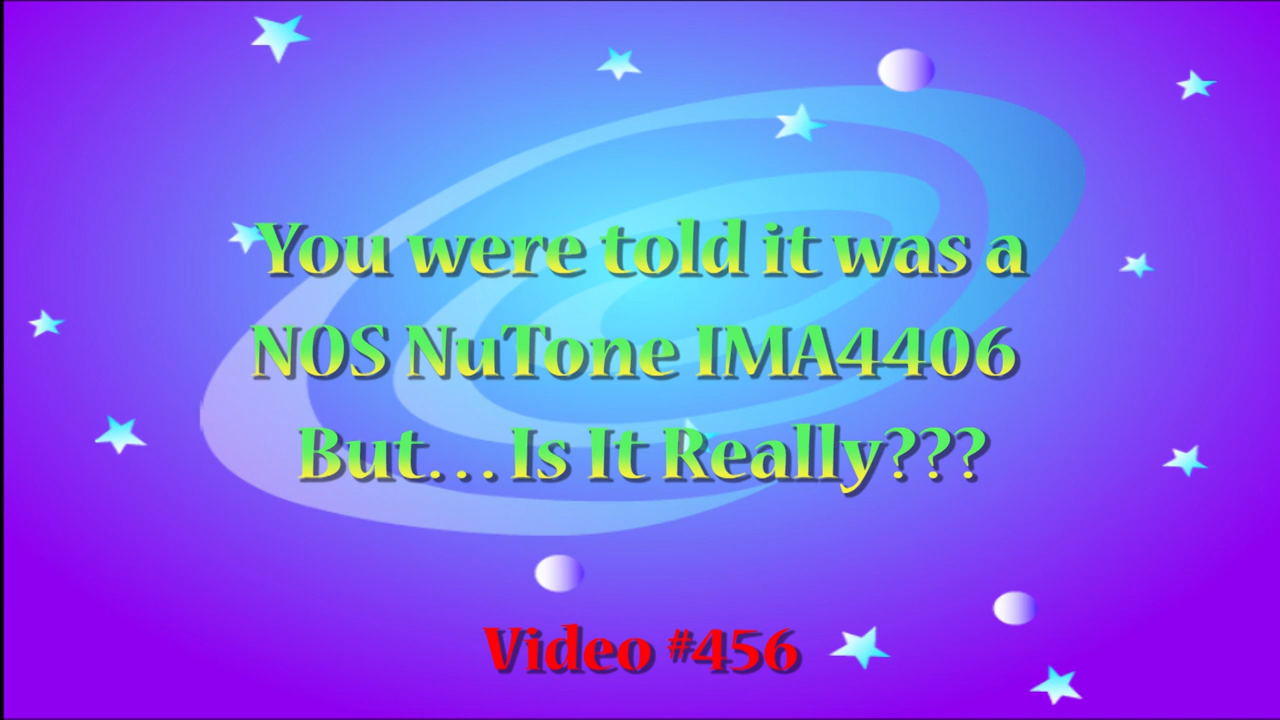 You were told it was a
NOS NuTone IMA4406
But... Is It Really???
Video #456